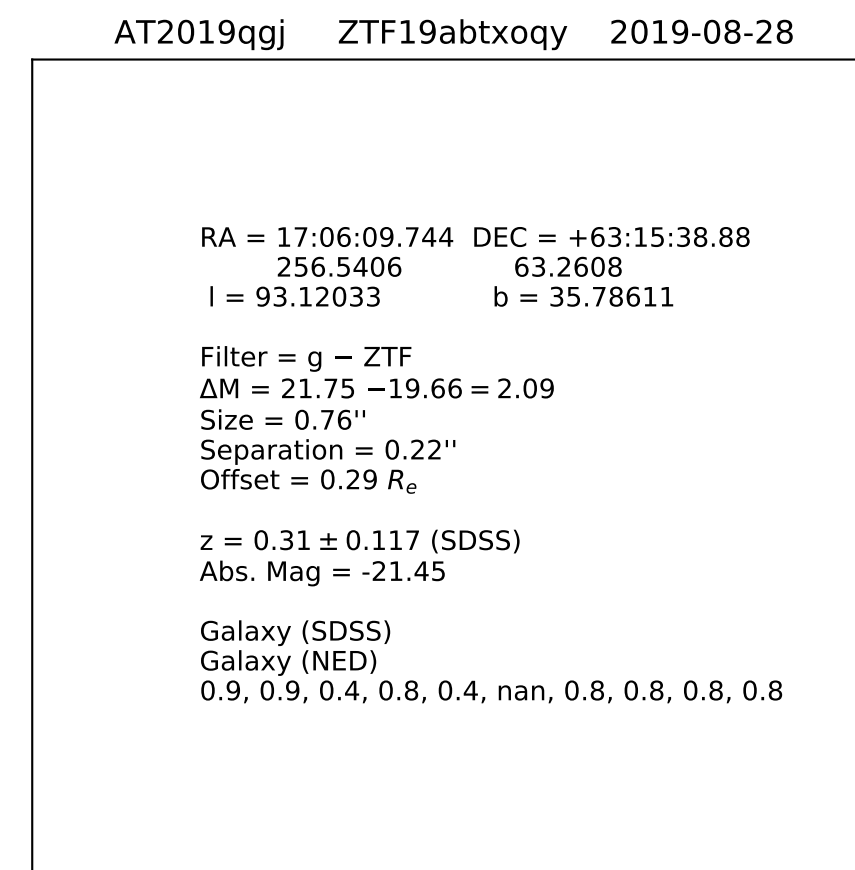 AT2019qgj ZTF19abtxoqy 2019-08-28
RA = 17:06:09.744 DEC = +63:15:38.88
256.5406 63.2608
l = 93.12033 b = 35.78611
Filter = g − ZTF
ΔM = 21.75 −19.66 = 2.09
Size = 0.76''
Separation = 0.22''
Offset = 0.29 Re
z = 0.31 ± 0.117 (SDSS)
Abs. Mag = -21.45
Galaxy (SDSS)
Galaxy (NED)
0.9, 0.9, 0.4, 0.8, 0.4, nan, 0.8, 0.8, 0.8, 0.8